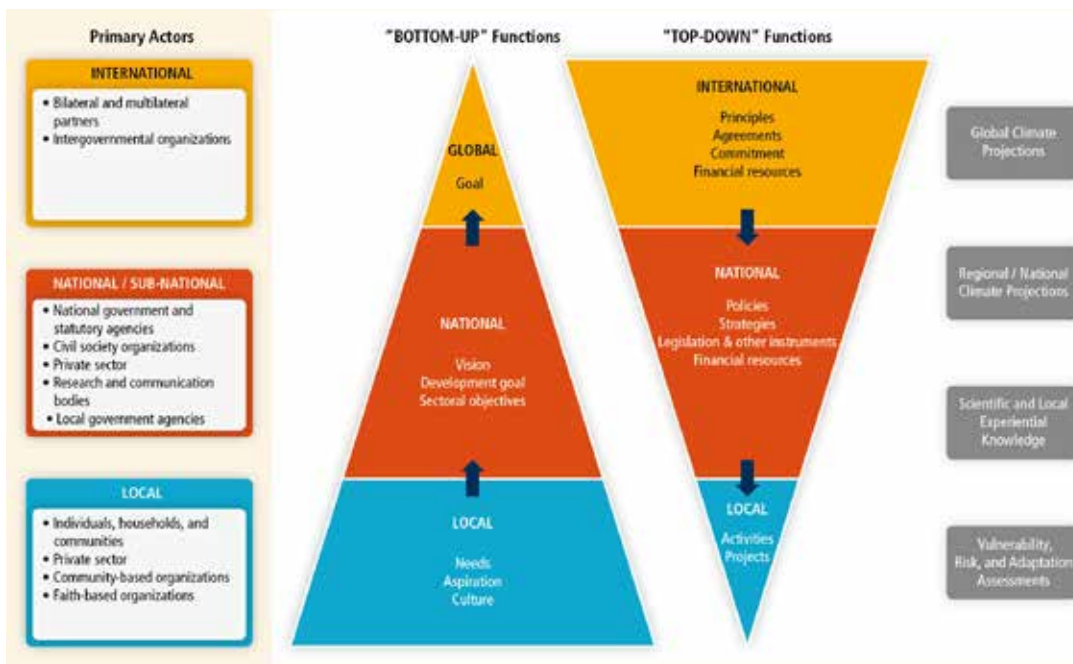 Primary Actors
INTERNATIONAL
• Bilateral and multilateral
partners
• Intergovernmental organizations
NATIONAL / SUB-NATIONAL
• National government and
statutory agencies
• Civil society organizations
• Private sector
• Research and communication
bodies
• Local government agencies
LOCAL
• Individuals, households, and
communities
• Private sector
• Community-based organizations
• Faith-based organizations
"BOTTOM-UP" Functions
GLOBAL
Goal
NATIONAL
Vision
Development goal
Sectoral objectives
LOCAL
Needs
Aspiration
Culture
"TOP-DOWN" Functions
INTERNATIONAL
Principles
Agreements
Commitment
Financial resources
NATIONAL
Policies
Strategies
Legislation & other instruments
Financial resources
LOCAL
Activities
Projects
Global Climate
Projections
Regional / National
Climate Projections
Scientific and Local
Experiential
Knowledge
Vulnerability,
Risk, and Adaptation
Assessments